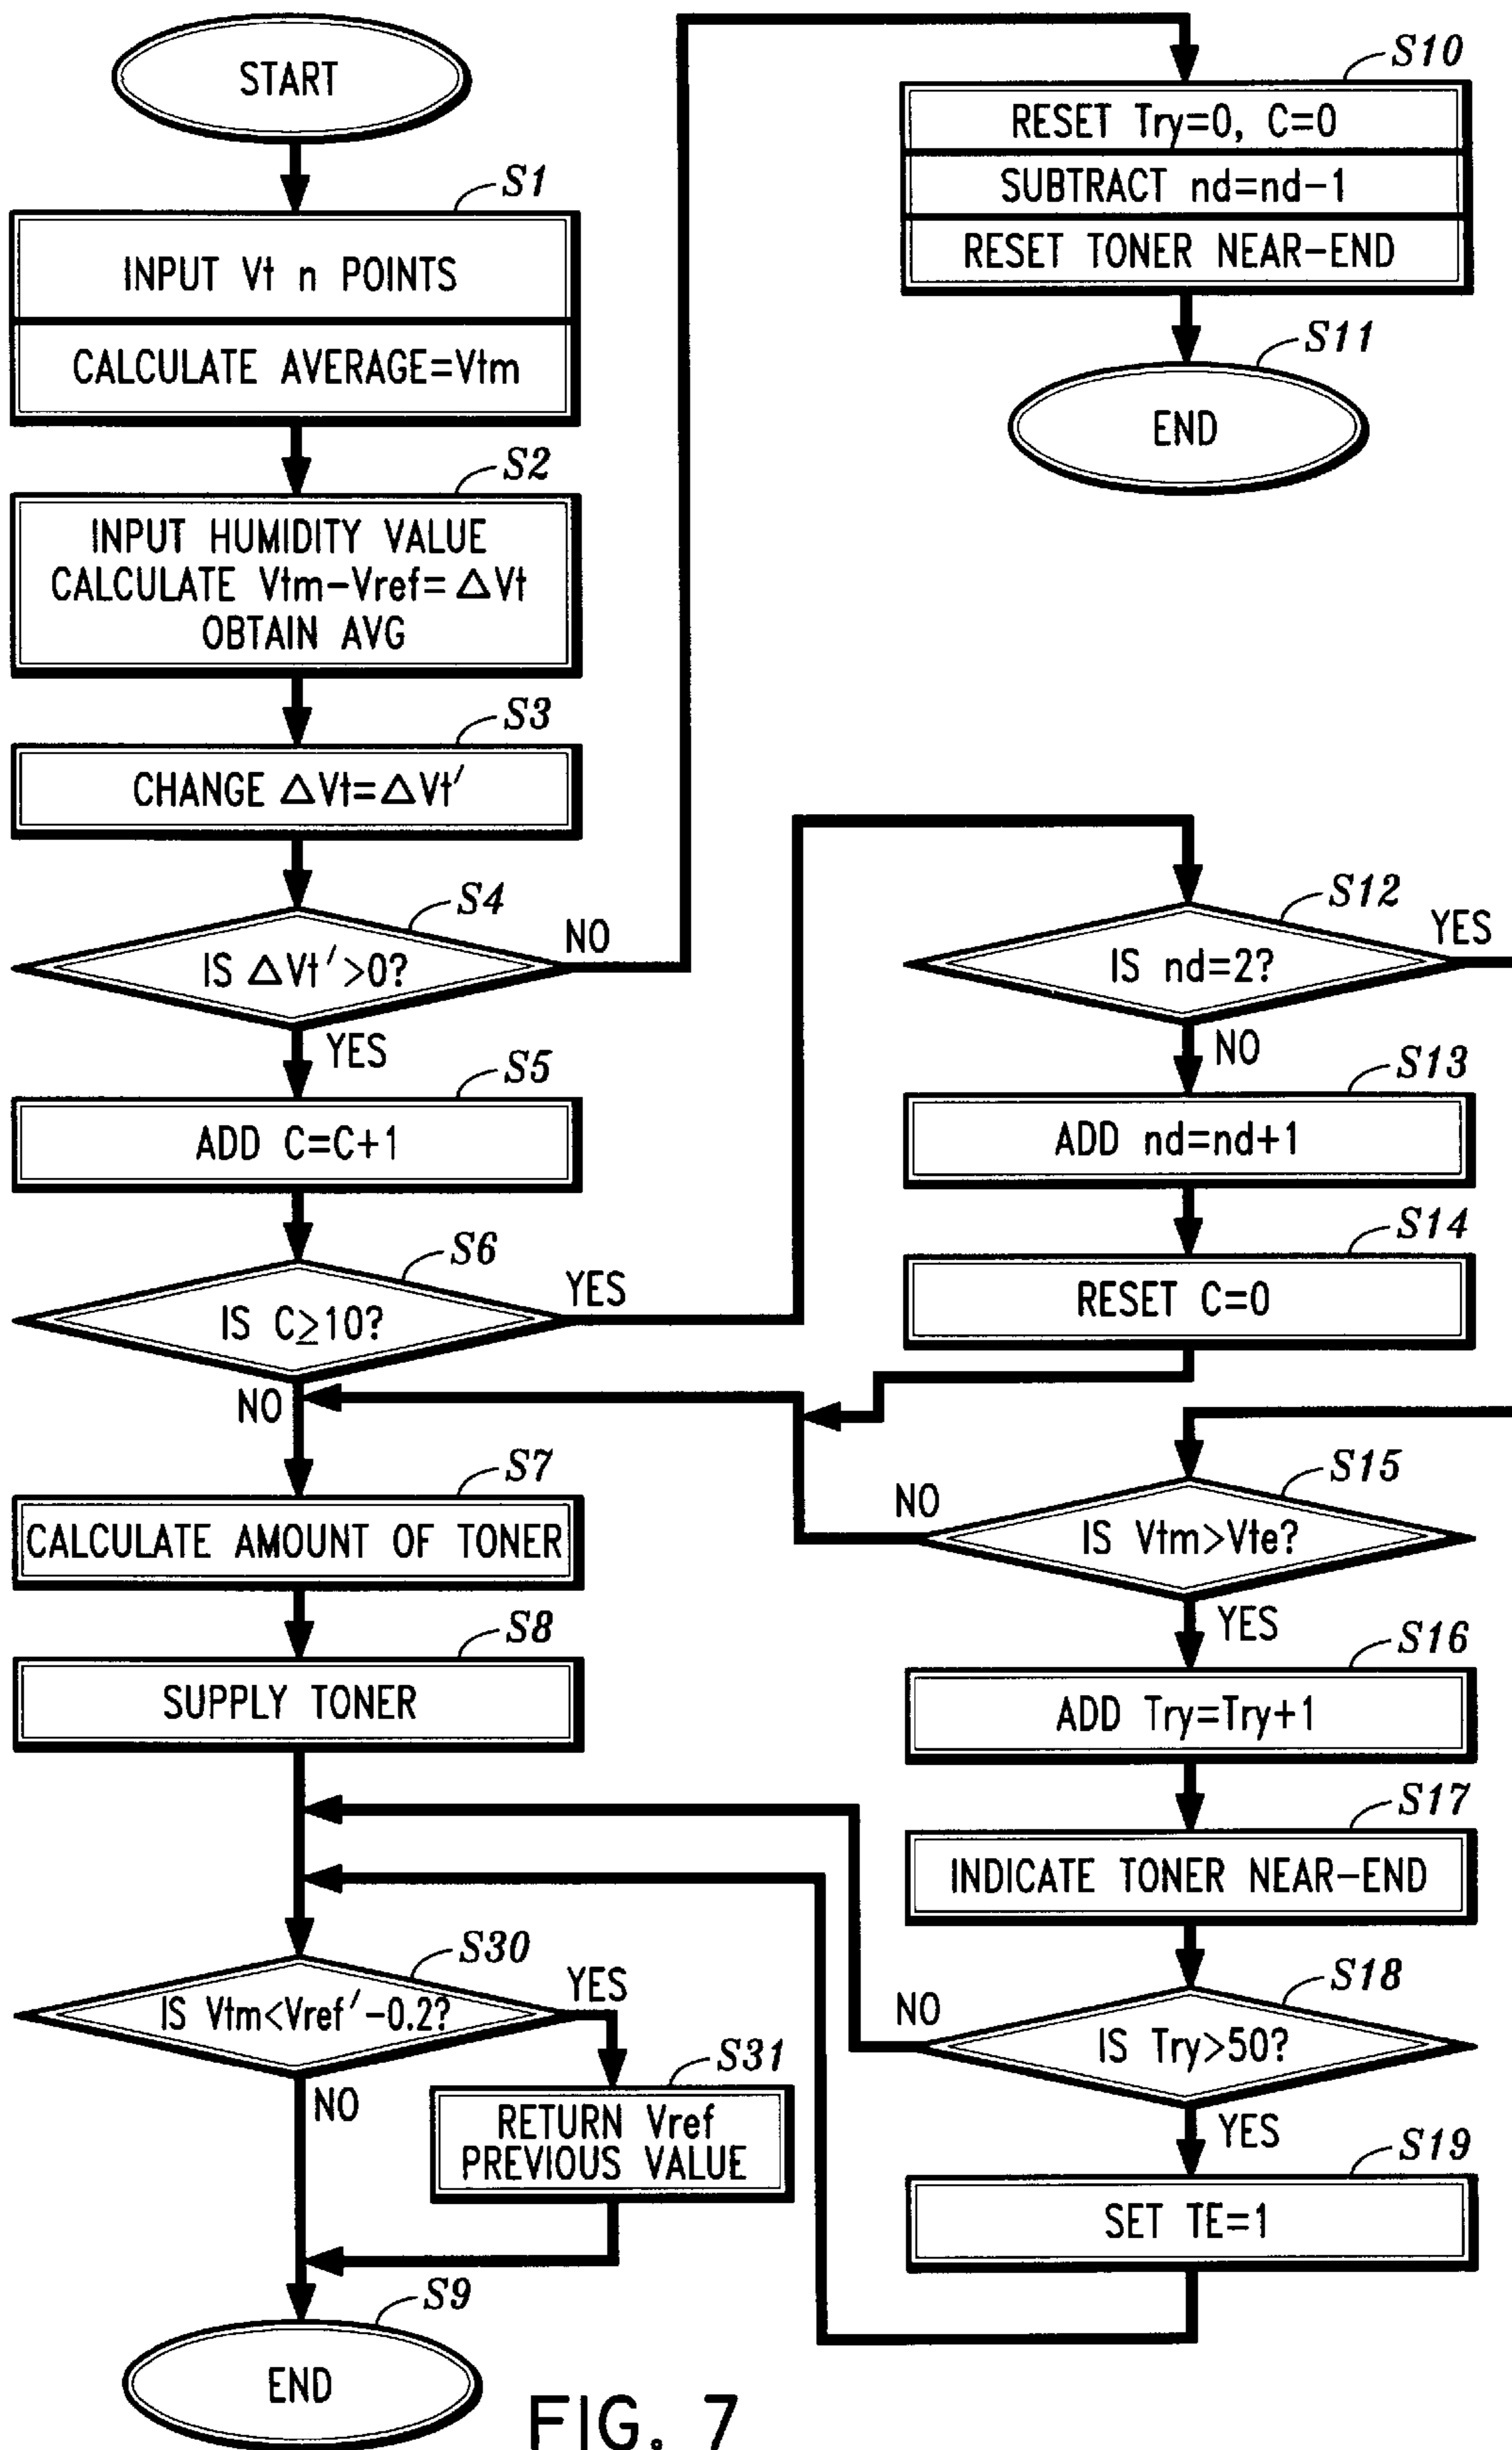 START
S1
INPUT Vt n POINTS
CALCULATE AVERAGE=Vtm
S2
INPUT HUMIDITY VALUE
CALCULATE Vtm-Vref=△Vt
OBTAIN AVG
S3
CHANGE △Vt=△Vt′
S4
IS △Vt′>0?
NO
YES
S5
ADD C=C+1
S6
IS C≥10?
YES
NO
S7
CALCULATE AMOUNT OF TONER
S8
SUPPLY TONER
S30
IS Vtm<Vref′-0.2?
YES
NO
S31
RETURN Vref
PREVIOUS VALUE
S9
END
S10
RESET Try=0, C=0
SUBTRACT nd=nd-1
RESET TONER NEAR-END
S11
END
S12
IS nd=2?
YES
NO
S13
ADD nd=nd+1
S14
RESET C=0
S15
IS Vtm>Vte?
NO
YES
S16
ADD Try=Try+1
S17
INDICATE TONER NEAR-END
S18
IS Try>50?
NO
YES
S19
SET TE=1
FIG. 7